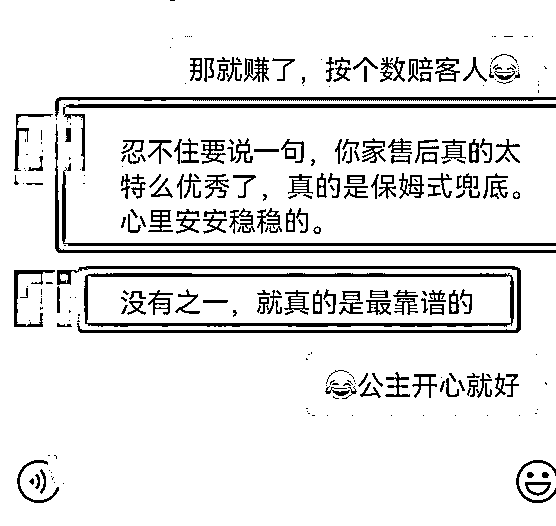 那就赚了，按个数赔客人😂
忍不住要说一句，你家售后真的太
特么优秀了，真的是保姆式兜底。
心里安安稳稳的。
没有之一，就真的是最靠谱的
😂公主开心就好